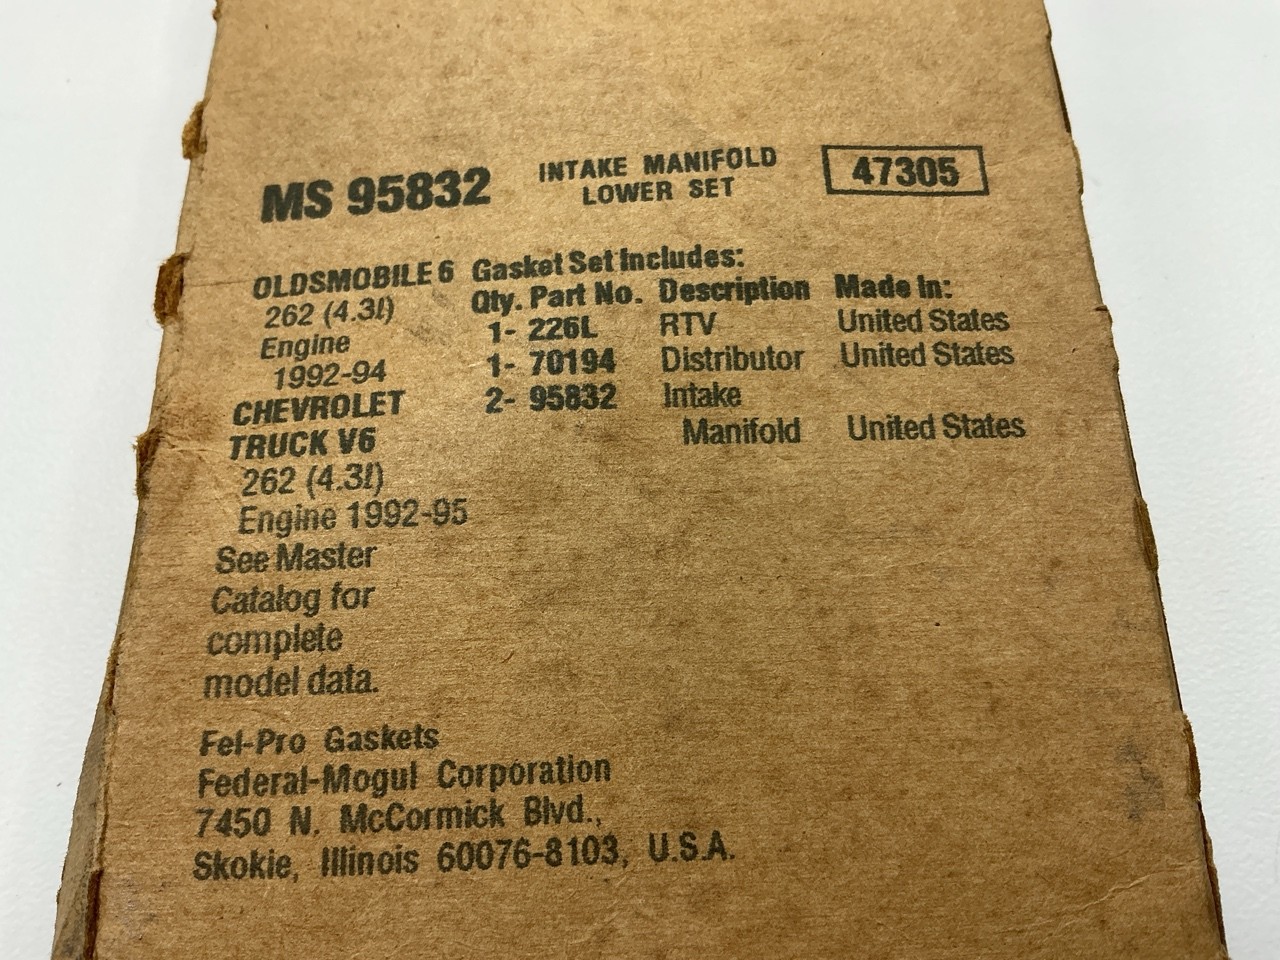 MS 95832 INTAKE MANIFOLD 47305
LOWER SET
OLDSMOBILE 6
262 (4.3l)
Engine
1992-94
CHEVROLET
TRUCK V6
262 (4.3l)
Engine 1992-95
See Master
Catalog for
complete
model data.
Gasket Set Includes:
Qty. Part No. Description Made In:
1- 226L RTV United States
1- 70194 Distributor United States
2- 95832 Intake
Manifold United States
Fel-Pro Gaskets
Federal-Mogul Corporation
7450 N. McCormick Blvd.,
Skokie, Illinois 60076-8103, U.S.A.